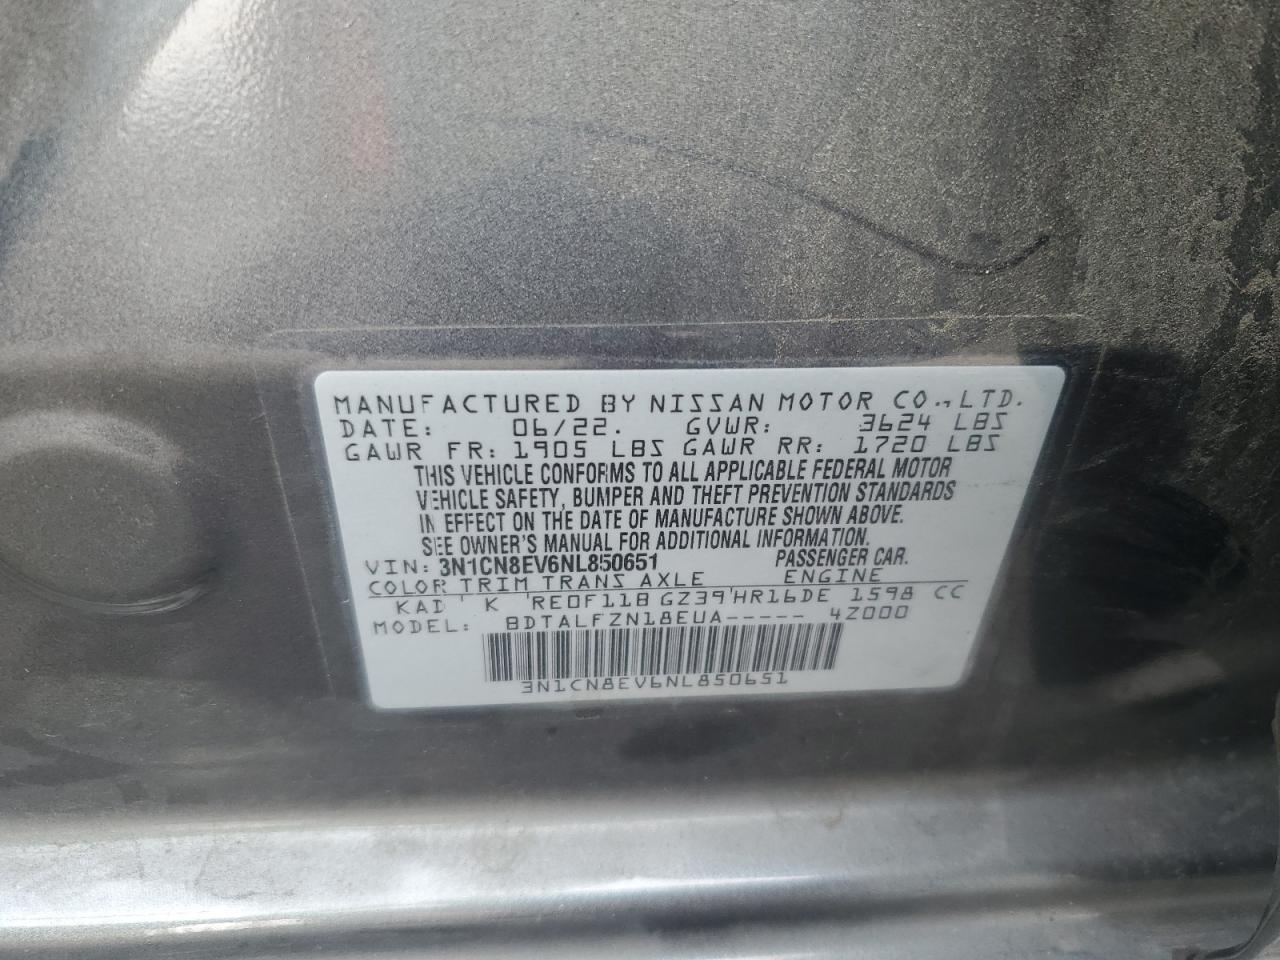 MANUFACTURED BY NISSAN MOTOR CO., LTD.
DATE: 06/22. GVWR: 3624 LBS
GAWR FR: 1905 LBS GAWR RR: 1720 LBS
THIS VEHICLE CONFORMS TO ALL APPLICABLE FEDERAL MOTOR
VEHICLE SAFETY, BUMPER AND THEFT PREVENTION STANDARDS
IN EFFECT ON THE DATE OF MANUFACTURE SHOWN ABOVE.
SEE OWNER'S MANUAL FOR ADDITIONAL INFORMATION.
VIN: 3N1CN8EV6NL850651 PASSENGER CAR.
COLOR TRIM TRANS AXLE ENGINE
KAD K RE0F11B GZ39 HR16DE 1598 CC
MODEL: BDTALFZN18EUA----- 4Z000
3N1CN8EV6NL850651